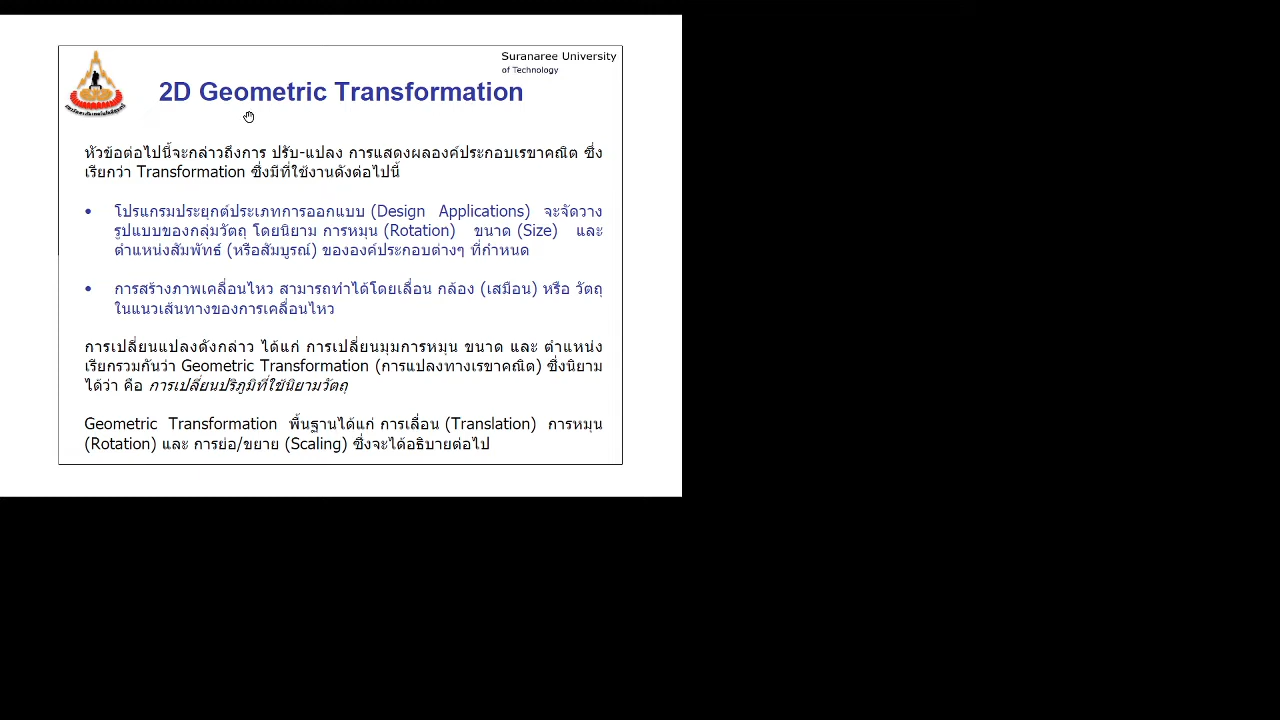 Suranaree University
of Technology
2D Geometric Transformation
หัวข้อต่อไปนี้จะกล่าวถึงการ ปรับ-แปลง การแสดงผลองค์ประกอบเรขาคณิต ซึ่ง
เรียกว่า Transformation ซึ่งมีที่ใช้งานดังต่อไปนี้
• โปรแกรมประยุกต์ประเภทการออกแบบ (Design Applications) จะจัดวาง
รูปแบบของกลุ่มวัตถุ โดยนิยาม การหมุน (Rotation) ขนาด (Size) และ
ตำแหน่งสัมพัทธ์ (หรือสัมบูรณ์) ขององค์ประกอบต่างๆ ที่กำหนด
• การสร้างภาพเคลื่อนไหว สามารถทำได้โดยเลื่อน กล้อง (เสมือน) หรือ วัตถุ
ในแนวเส้นทางของการเคลื่อนไหว
การเปลี่ยนแปลงดังกล่าว ได้แก่ การเปลี่ยนมุมการหมุน ขนาด และ ตำแหน่ง
เรียกรวมกันว่า Geometric Transformation (การแปลงทางเรขาคณิต) ซึ่งนิยาม
ได้ว่า คือ การเปลี่ยนปริภูมิที่ใช้นิยามวัตถุ
Geometric Transformation พื้นฐานได้แก่ การเลื่อน (Translation) การหมุน
(Rotation) และ การย่อ/ขยาย (Scaling) ซึ่งจะได้อธิบายต่อไป